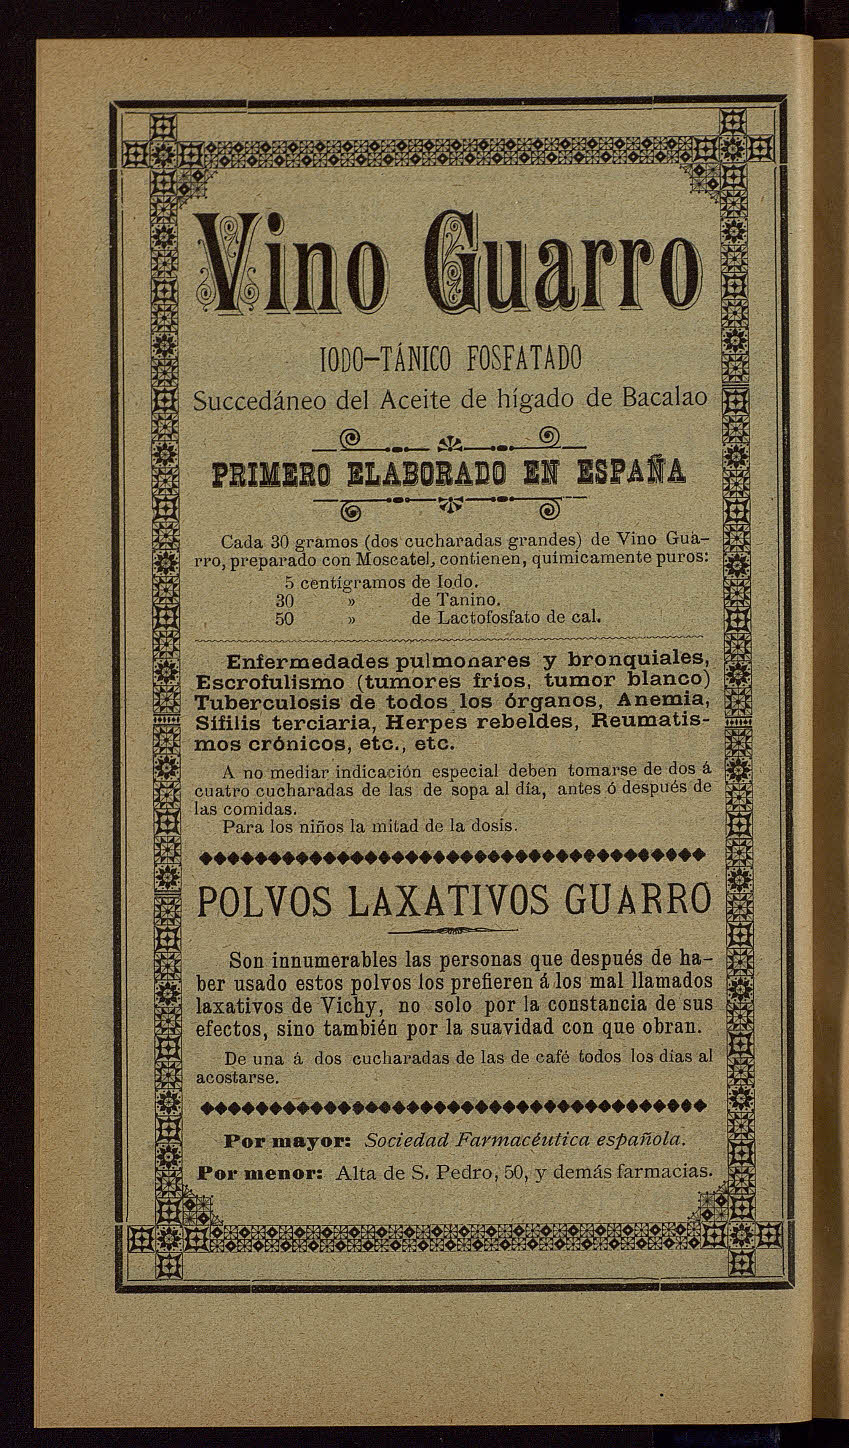 Vino Guarro
IODO-TÁNICO FOSFATADO
Succedáneo del Aceite de hígado de Bacalao
PRIMERO ELABORADO EN ESPAÑA
Cada 30 gramos (dos cucharadas grandes) de Vino Gua-
rro, preparado con Moscatel, contienen, quimicamente puros:
5 centígramos de Iodo.
30 » de Tanino.
50 » de Lactofosfato de cal.
Enfermedades pulmonares y bronquiales,
Escrofulismo (tumores fríos, tumor blanco)
Tuberculosis de todos los órganos, Anemia,
Sífilis terciaria, Herpes rebeldes, Reumatis-
mos crónicos, etc., etc.
A no mediar indicación especial deben tomarse de dos á
cuatro cucharadas de las de sopa al día, antes ó después de
las comidas.
Para los niños la mitad de la dosis.
POLVOS LAXATIVOS GUARRO
Son innumerables las personas que después de ha-
ber usado estos polvos los prefieren á los mal llamados
laxativos de Vichy, no solo por la constancia de sus
efectos, sino también por la suavidad con que obran.
De una á dos cucharadas de las de café todos los días al
acostarse.
Por mayor: Sociedad Farmacéutica española.
Por menor: Alta de S. Pedro, 50, y demás farmacias.